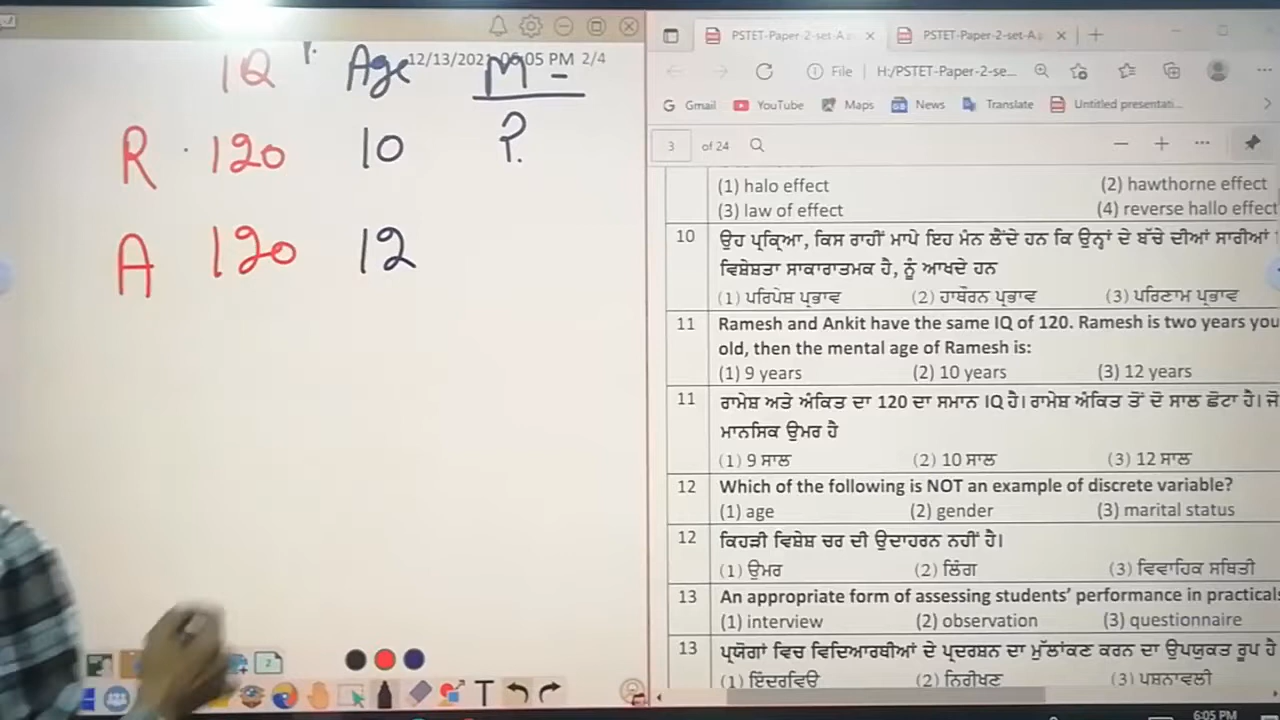 12/13/2021 06:05 PM 2/4
IQ Age M
R 120 10 ?
A 120 12
PSTET-Paper-2-set-A
PSTET-Paper-2-set-A
File H:/PSTET-Paper-2-se...
Gmail YouTube Maps News Translate Untitled presentati...
3 of 24
(1) halo effect (2) hawthorne effect
(3) law of effect (4) reverse hallo effect
10 ਉਹ ਪ੍ਰਕ੍ਰਿਆ, ਕਿਸ ਰਾਹੀਂ ਮਾਪੇ ਇਹ ਮੰਨ ਲੈਂਦੇ ਹਨ ਕਿ ਉਨ੍ਹਾਂ ਦੇ ਬੱਚੇ ਦੀਆਂ ਸਾਰੀਆਂ
ਵਿਸ਼ੇਸ਼ਤਾ ਸਾਕਾਰਾਤਮਕ ਹੈ, ਨੂੰ ਆਖਦੇ ਹਨ
(1) ਪਰਿਪੇਸ਼ ਪ੍ਰਭਾਵ (2) ਹਾਥੌਰਨ ਪ੍ਰਭਾਵ (3) ਪਰਿਣਾਮ ਪ੍ਰਭਾਵ
11 Ramesh and Ankit have the same IQ of 120. Ramesh is two years you
old, then the mental age of Ramesh is:
(1) 9 years (2) 10 years (3) 12 years
11 ਰਾਮੇਸ਼ ਅਤੇ ਅੰਕਿਤ ਦਾ 120 ਦਾ ਸਮਾਨ IQ ਹੈ। ਰਾਮੇਸ਼ ਅੰਕਿਤ ਤੋਂ ਦੋ ਸਾਲ ਛੋਟਾ ਹੈ। ਜੇ
ਮਾਨਸਿਕ ਉਮਰ ਹੈ
(1) 9 ਸਾਲ (2) 10 ਸਾਲ (3) 12 ਸਾਲ
12 Which of the following is NOT an example of discrete variable?
(1) age (2) gender (3) marital status
12 ਕਿਹੜੀ ਵਿਸ਼ੇਸ਼ ਚਰ ਦੀ ਉਦਾਹਰਨ ਨਹੀਂ ਹੈ।
(1) ਉਮਰ (2) ਲਿੰਗ (3) ਵਿਵਾਹਿਕ ਸਥਿਤੀ
13 An appropriate form of assessing students' performance in practicals
(1) interview (2) observation (3) questionnaire
13 ਪ੍ਰਯੋਗਾਂ ਵਿਚ ਵਿਦਿਆਰਥੀਆਂ ਦੇ ਪ੍ਰਦਰਸ਼ਨ ਦਾ ਮੁੱਲਾਂਕਣ ਕਰਨ ਦਾ ਉਪਯੁਕਤ ਰੂਪ ਹੈ
(1) ਇੰਦਰਵਿਊ (2) ਨਿਰੀਖਣ (3) ਪਸ਼ਨਾਵਲੀ
6:05 PM